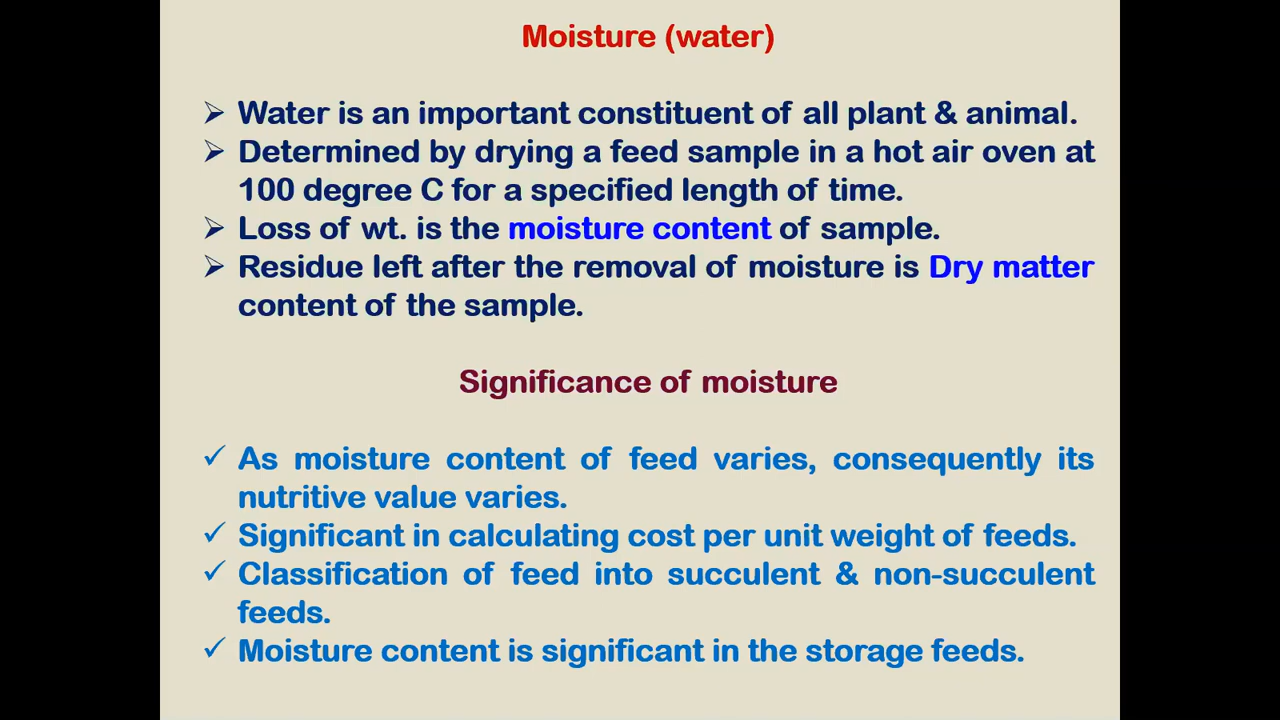 Moisture (water)
➢ Water is an important constituent of all plant & animal.
➢ Determined by drying a feed sample in a hot air oven at
100 degree C for a specified length of time.
➢ Loss of wt. is the moisture content of sample.
➢ Residue left after the removal of moisture is Dry matter
content of the sample.
Significance of moisture
✓ As moisture content of feed varies, consequently its
nutritive value varies.
✓ Significant in calculating cost per unit weight of feeds.
✓ Classification of feed into succulent & non-succulent
feeds.
✓ Moisture content is significant in the storage feeds.